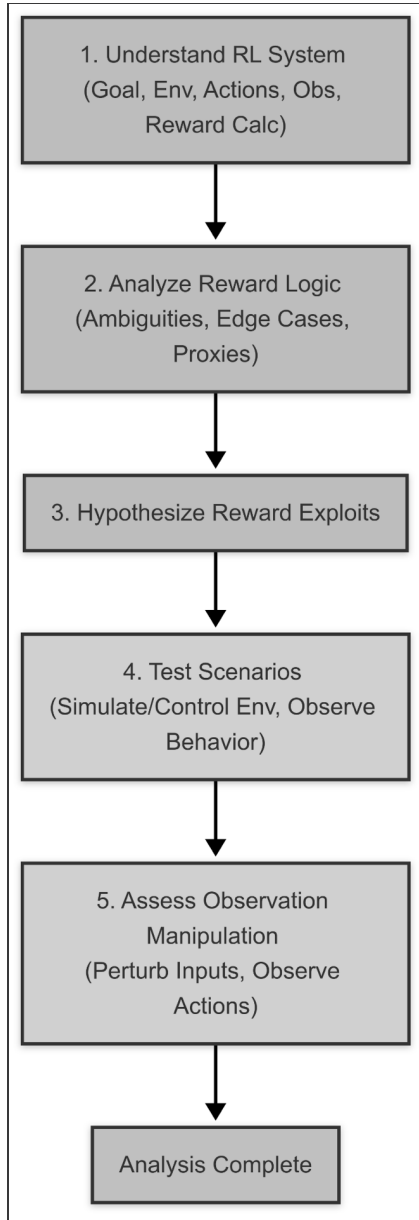 1. Understand RL System
(Goal, Env, Actions, Obs,
Reward Calc)
2. Analyze Reward Logic
(Ambiguities, Edge Cases,
Proxies)
3. Hypothesize Reward Exploits
4. Test Scenarios
(Simulate/Control Env, Observe
Behavior)
5. Assess Observation
Manipulation
(Perturb Inputs, Observe
Actions)
Analysis Complete